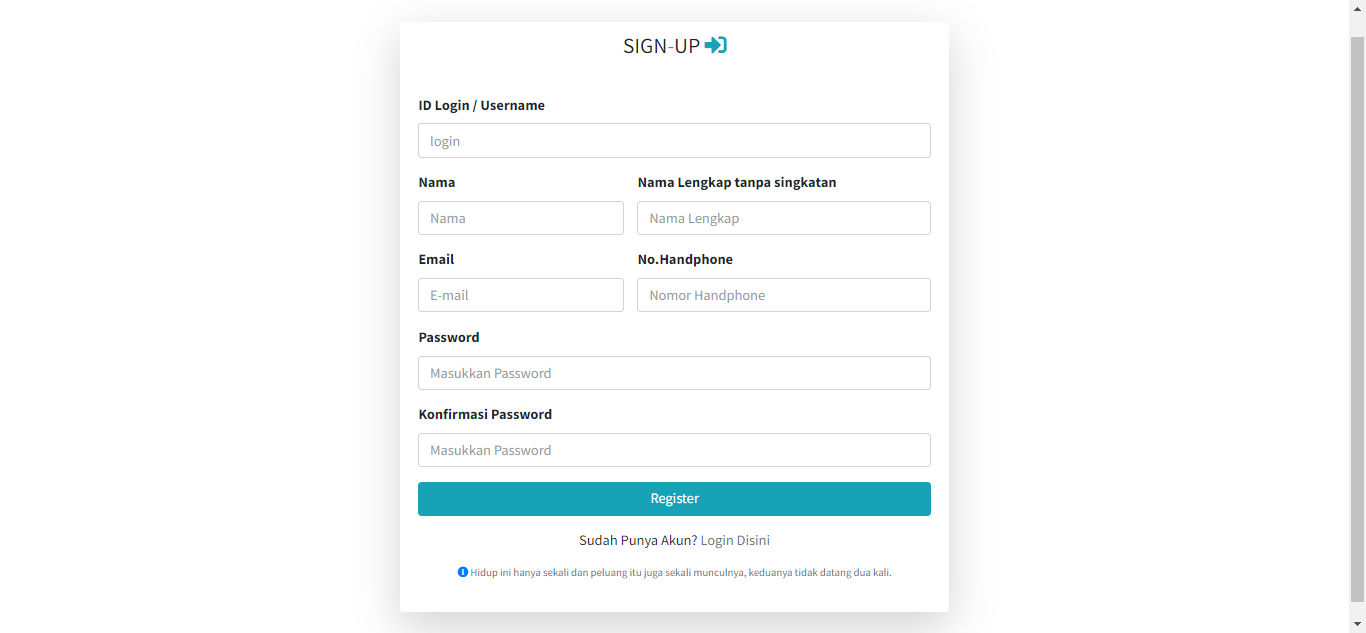 SIGN-UP
ID Login / Username
login
Nama Nama Lengkap tanpa singkatan
Nama Nama Lengkap
Email No.Handphone
E-mail Nomor Handphone
Password
Masukkan Password
Konfirmasi Password
Masukkan Password
Register
Sudah Punya Akun? Login Disini
Hidup ini hanya sekali dan peluang itu juga sekali munculnya, keduanya tidak datang dua kali.